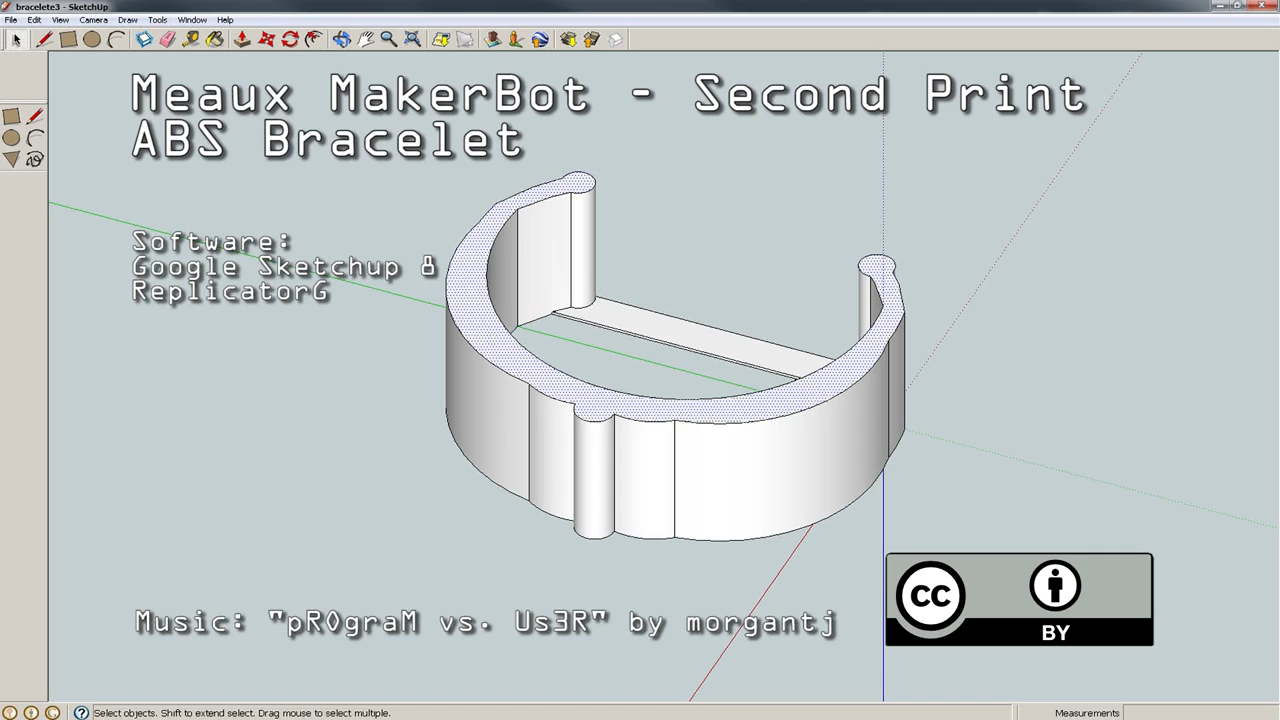 bracelete3 - SketchUp
File Edit View Camera Draw Tools Window Help
Meaux MakerBot - Second Print
ABS Bracelet
Software:
Google Sketchup 8
ReplicatorG
Music: "pR0graM vs. Us3R" by morgantj
CC
BY
Select objects. Shift to extend select. Drag mouse to select multiple.
Measurements